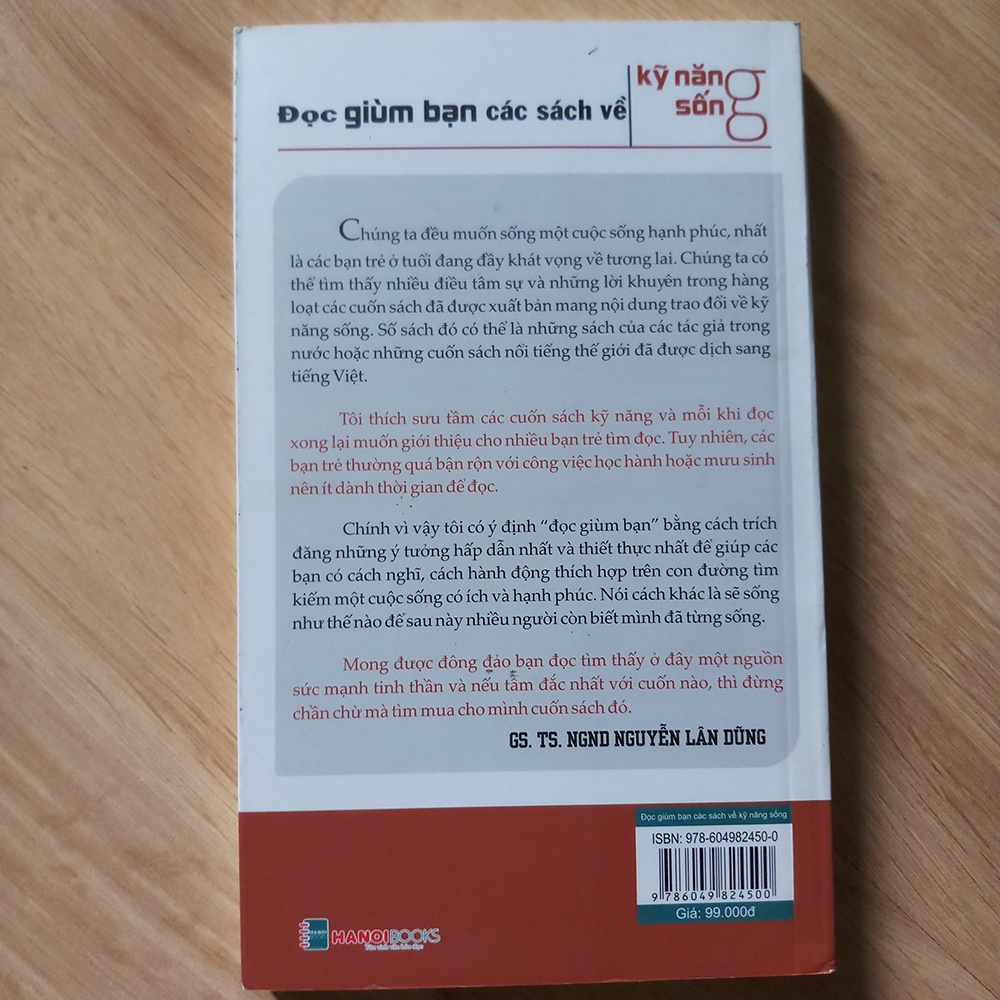 Đọc giùm bạn các sách về kỹ năng sống
Chúng ta đều muốn sống một cuộc sống hạnh phúc, nhất
là các bạn trẻ ở tuổi đang đầy khát vọng về tương lai. Chúng ta có
thể tìm thấy nhiều điều tâm sự và những lời khuyên trong hàng
loạt các cuốn sách đã được xuất bản mang nội dung trao đổi về kỹ
năng sống. Số sách đó có thể là những sách của các tác giả trong
nước hoặc những cuốn sách nổi tiếng thế giới đã được dịch sang
tiếng Việt.
Tôi thích sưu tầm các cuốn sách kỹ năng và mỗi khi đọc
xong lại muốn giới thiệu cho nhiều bạn trẻ tìm đọc. Tuy nhiên, các
bạn trẻ thường quá bận rộn với công việc học hành hoặc mưu sinh
nên ít dành thời gian để đọc.
Chính vì vậy tôi có ý định “đọc giùm bạn” bằng cách trích
đăng những ý tưởng hấp dẫn nhất và thiết thực nhất để giúp các
bạn có cách nghĩ, cách hành động thích hợp trên con đường tìm
kiếm một cuộc sống có ích và hạnh phúc. Nói cách khác là sẽ sống
như thế nào để sau này nhiều người còn biết mình đã từng sống.
Mong được đông đảo bạn đọc tìm thấy ở đây một nguồn
sức mạnh tinh thần và nếu tẫm đắc nhất với cuốn nào, thì đừng
chần chừ mà tìm mua cho mình cuốn sách đó.
GS. TS. NGND NGUYỄN LÂN DŨNG
Đọc giùm bạn các sách về kỹ năng sống
ISBN: 978-604982450-0
9 786049 824500
Giá: 99.000đ
HANOIBOOKS